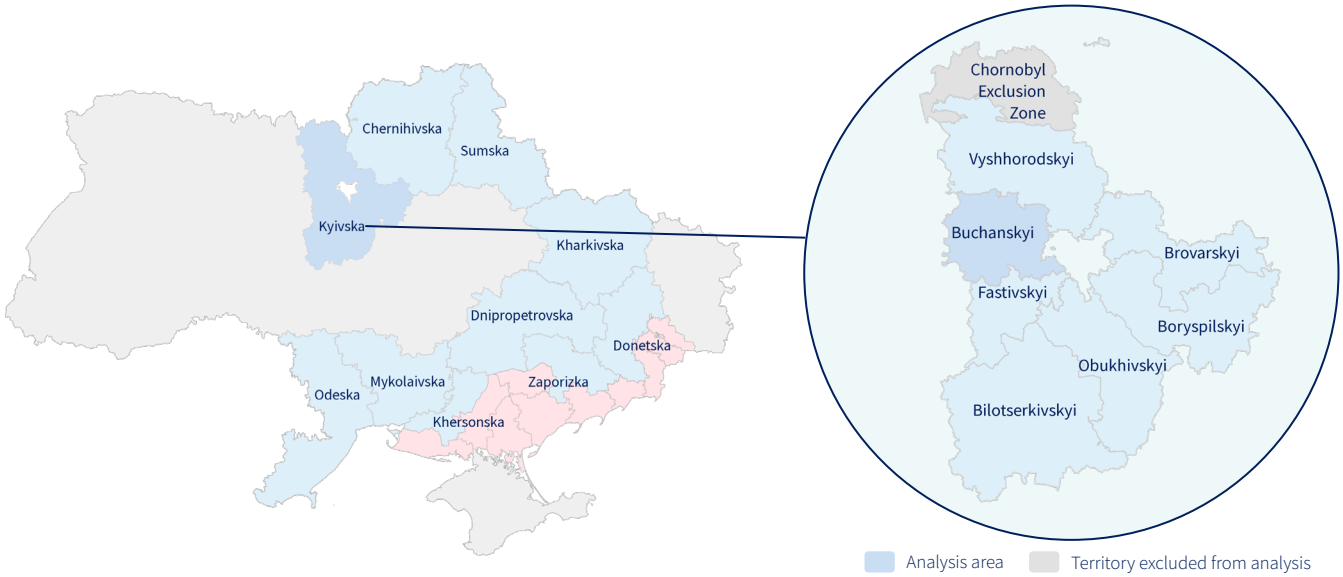 Chernihivska
Sumska
Kyivska
Kharkivska
Dnipropetrovska
Donetska
Zaporizka
Mykolaivska
Odeska
Khersonska
Chornobyl
Exclusion
Zone
Vyshhorodskyi
Buchanskyi
Brovarskyi
Fastivskyi
Boryspilskyi
Obukhivskyi
Bilotserkivskyi
Analysis area
Territory excluded from analysis